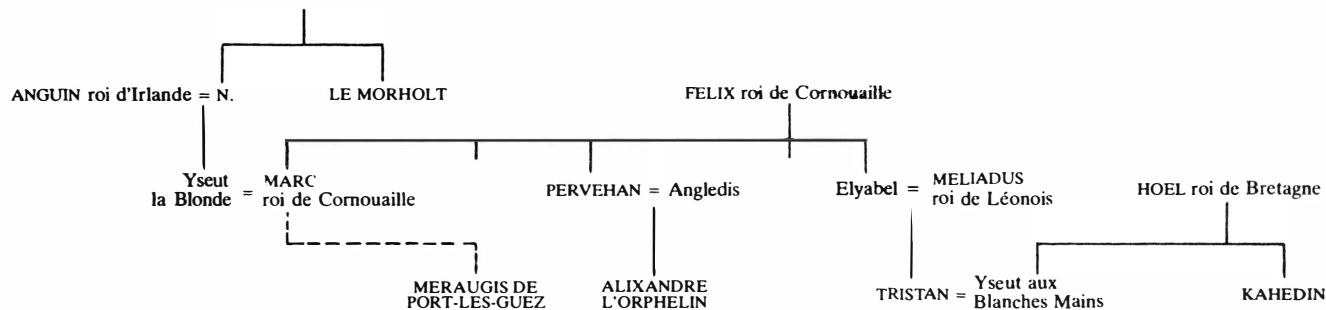 ANGUIN roi d'Irlande = N.
LE MORHOLT
FELIX roi de Cornouaille
Yseut
la Blonde
=
MARC
roi de Cornouaille
PERVEHAN = Angledis
Elyabel =
MELIADUS
roi de Léonois
HOEL roi de Bretagne
MERAUGIS DE
PORT-LES-GUEZ
ALIXANDRE
L'ORPHELIN
TRISTAN =
Yseut aux
Blanches Mains
KAHEDIN